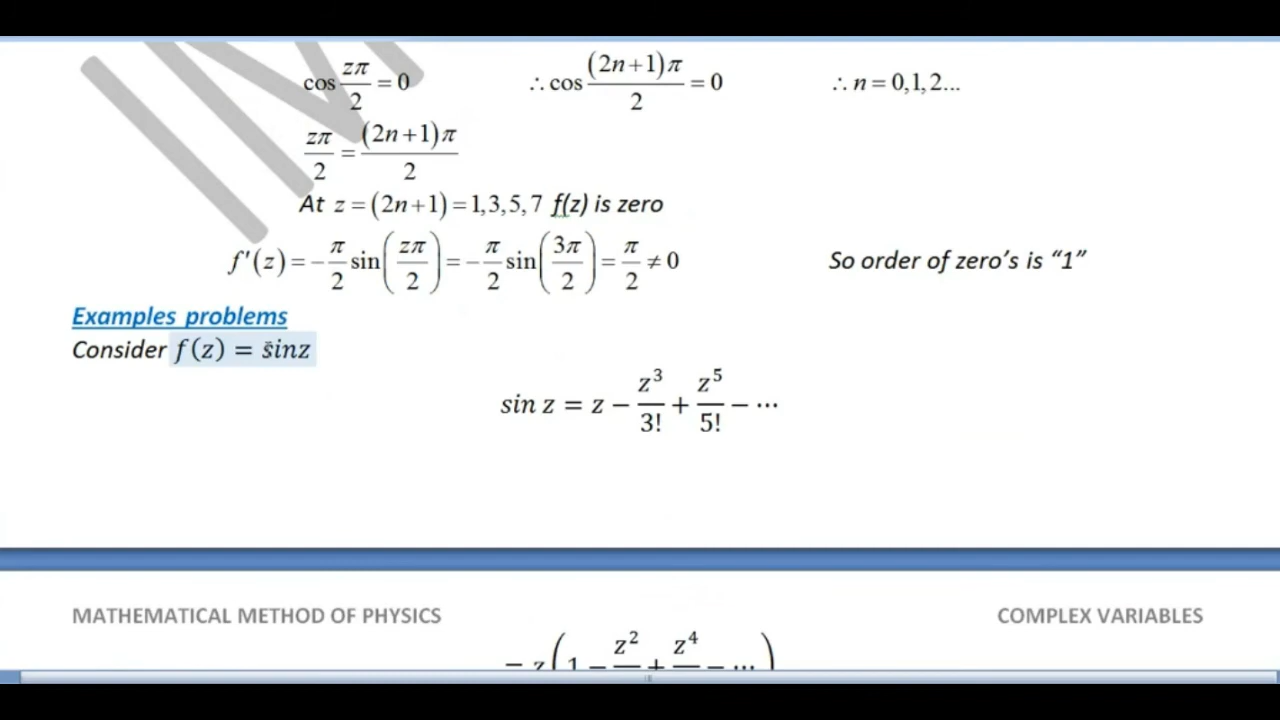 cos zπ/2 = 0 ∴ cos (2n+1)π/2 = 0 ∴ n = 0,1,2...
zπ/2 = (2n+1)π/2
At z = (2n+1) = 1,3,5,7 f(z) is zero
f'(z) = −π/2 sin(zπ/2) = −π/2 sin(3π/2) = π/2 ≠ 0 So order of zero's is “1”
Examples problems
Consider f(z) = sinz
sin z = z − z³/3! + z⁵/5! − ⋯
MATHEMATICAL METHOD OF PHYSICS COMPLEX VARIABLES
= z(1 − z² + z⁴ − ⋯)